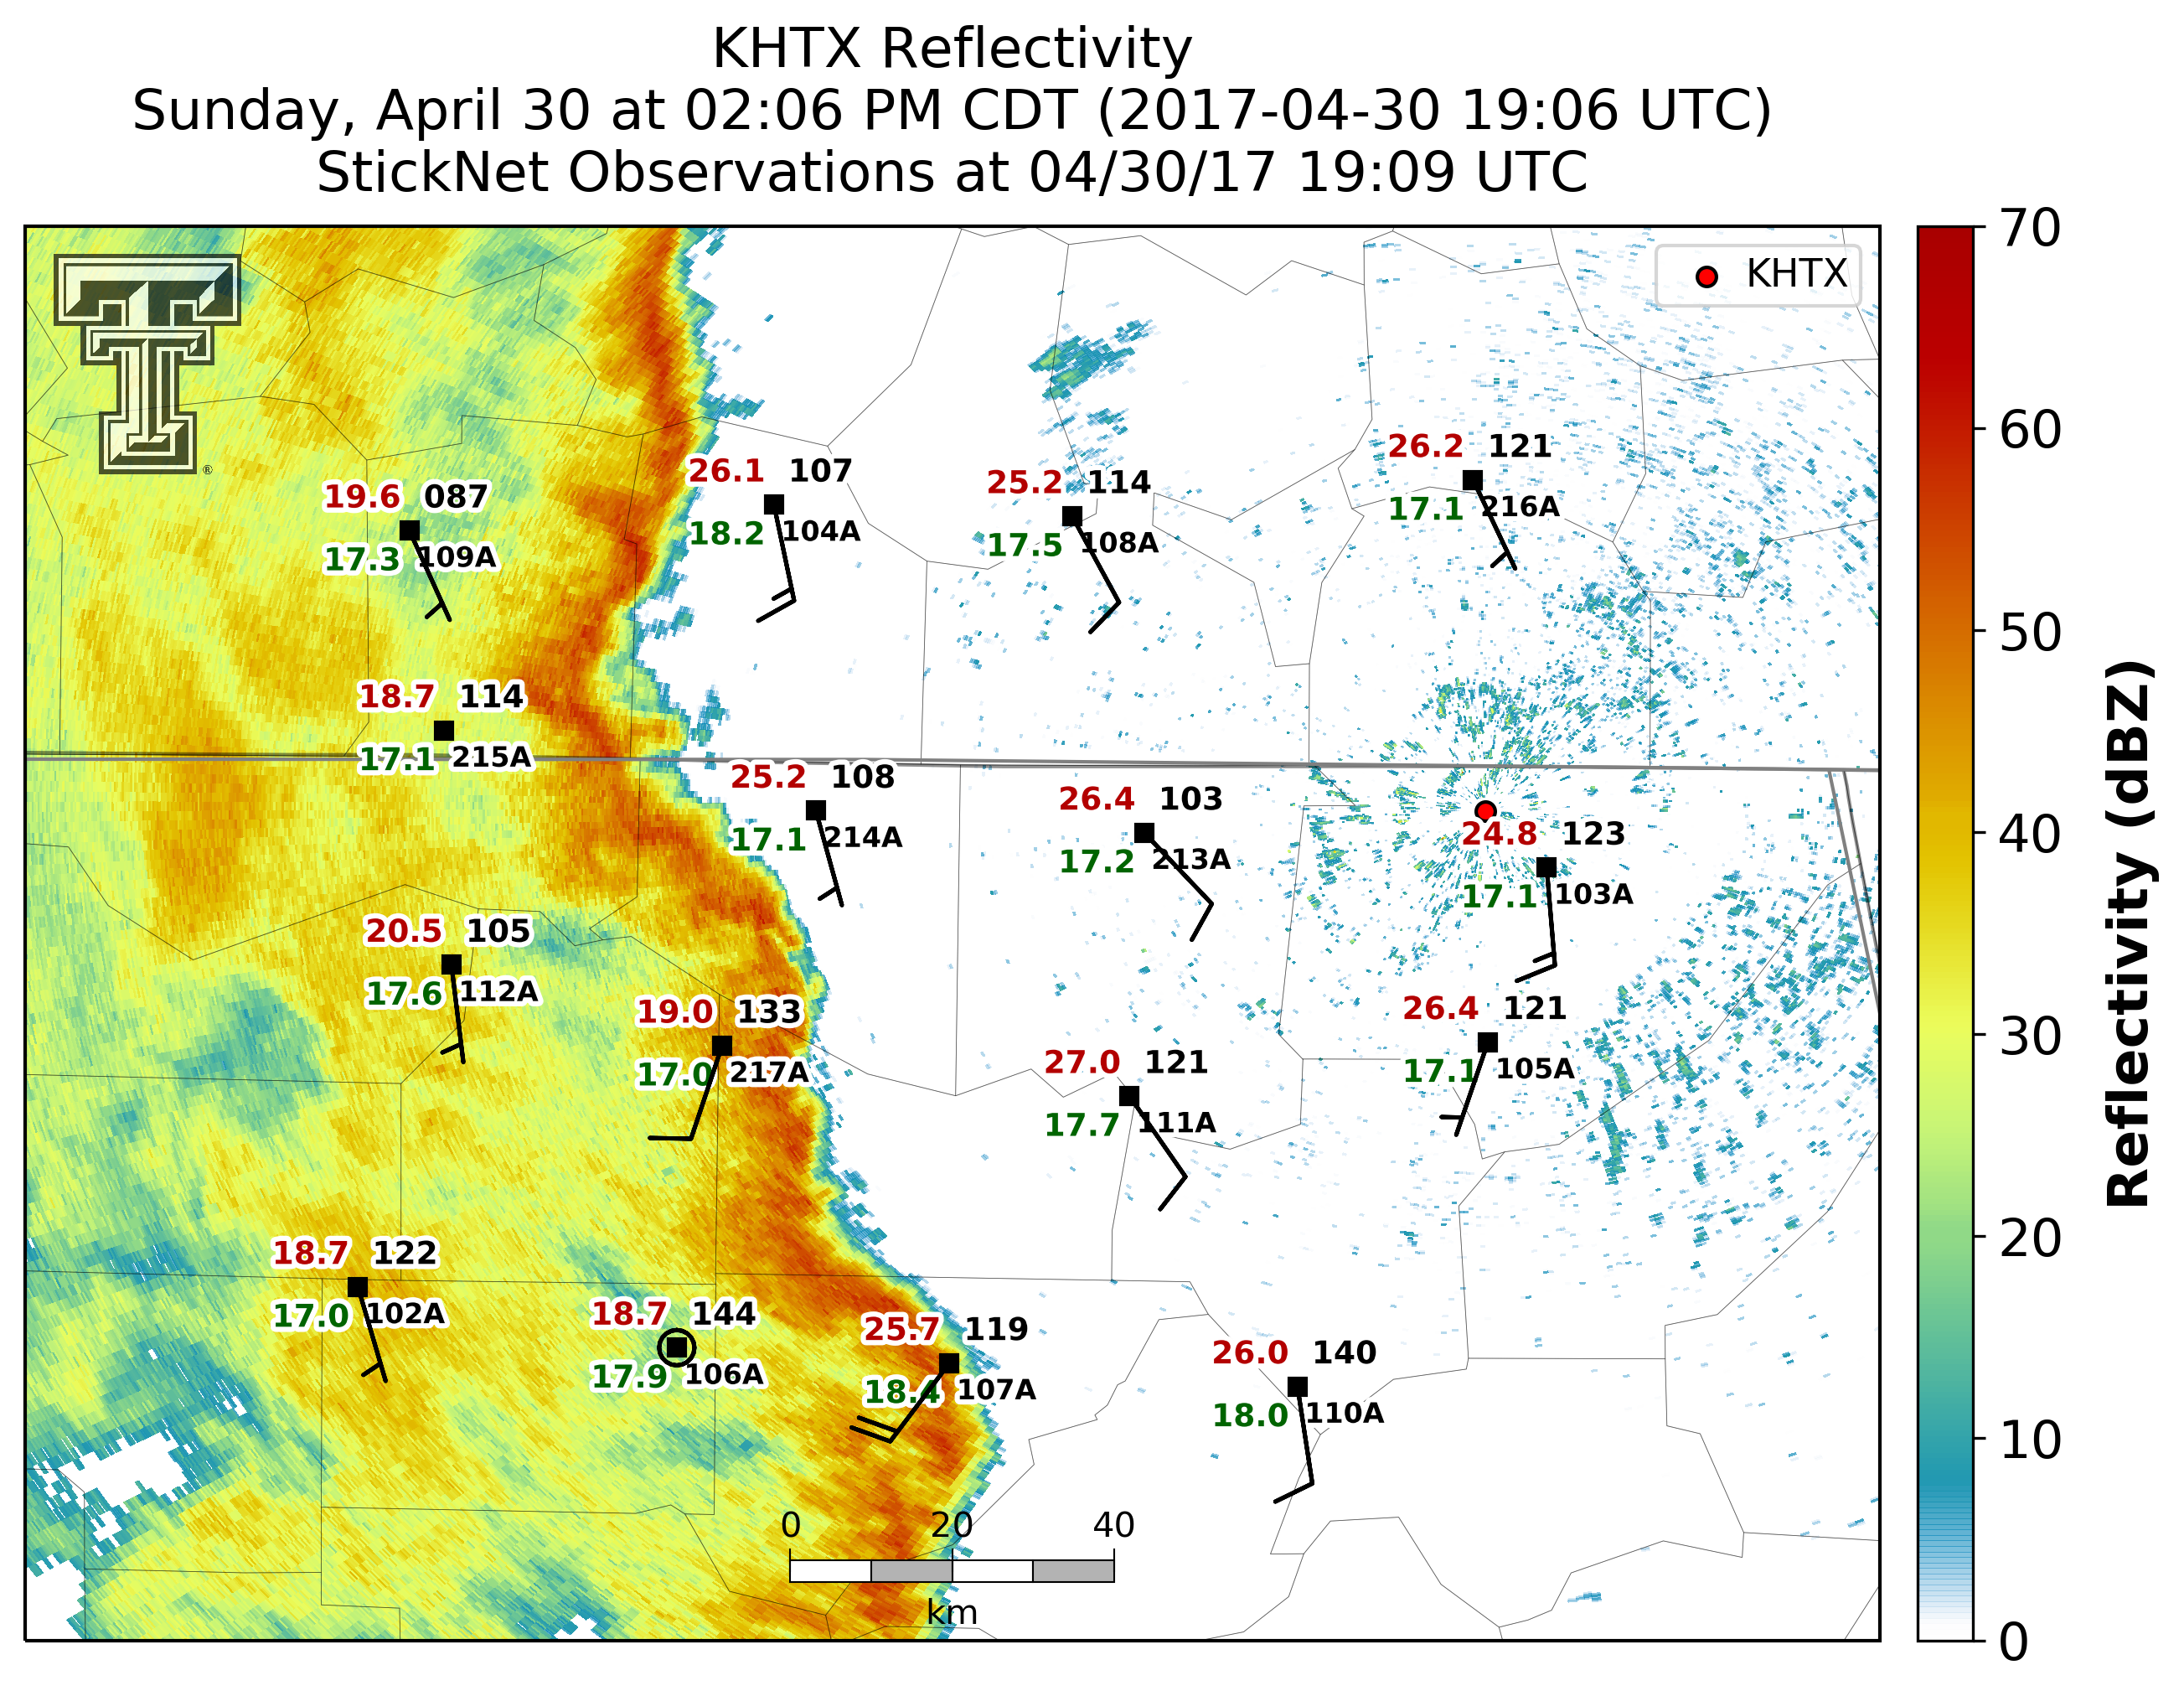 KHTX Reflectivity
Sunday, April 30 at 02:06 PM CDT (2017-04-30 19:06 UTC)
StickNet Observations at 04/30/17 19:09 UTC
KHTX
®
26.2 121
17.1 216A
26.1 107
18.2 104A
25.2 114
17.5 108A
19.6 087
17.3 109A
18.7 114
17.1 215A
25.2 108
17.1 214A
26.4 103
17.2 213A
24.8 123
17.1 103A
20.5 105
17.6 112A
19.0 133
17.0 217A
26.4 121
17.1 105A
27.0 121
17.7 111A
18.7 122
17.0 102A
18.7 144
17.9 106A
25.7 119
18.4 107A
26.0 140
18.0 110A
0 20 40
km
70
60
50
40
30
20
10
0
Reflectivity (dBZ)